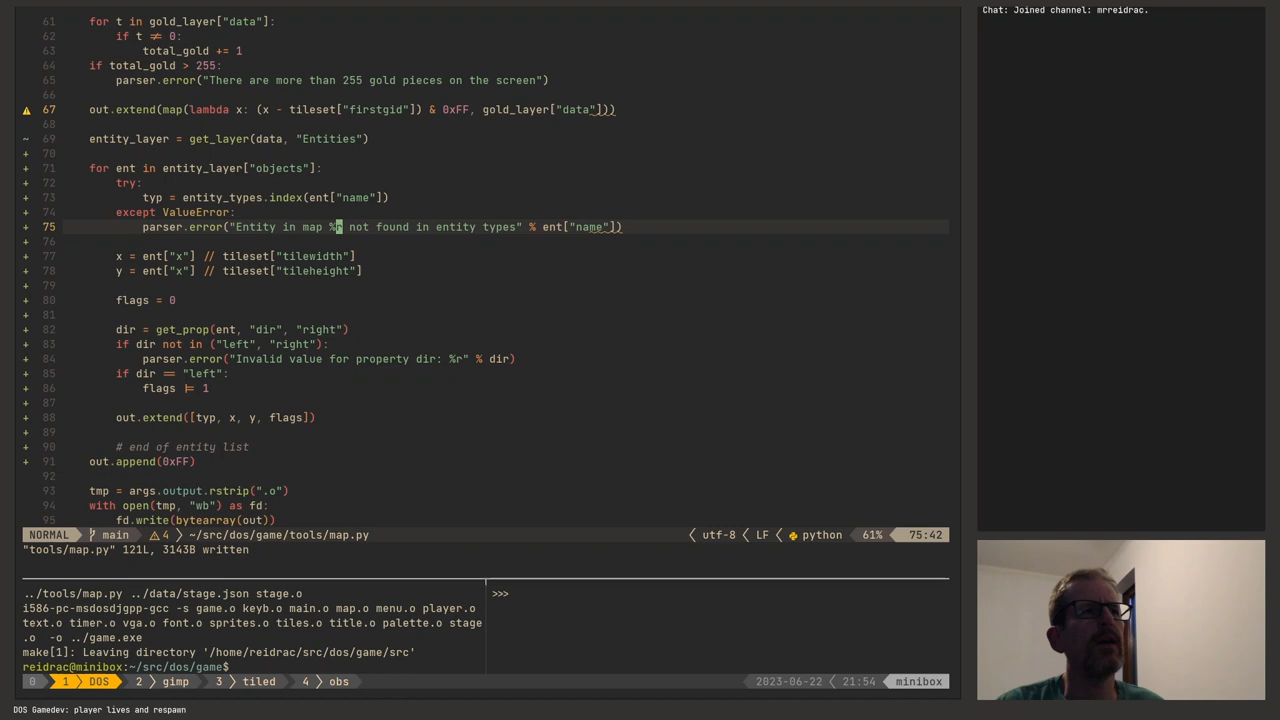 61 for t in gold_layer["data"]:
62 if t ≠ 0:
63 total_gold += 1
64 if total_gold > 255:
65 parser.error("There are more than 255 gold pieces on the screen")
66
67 out.extend(map(lambda x: (x - tileset["firstgid"]) & 0xFF, gold_layer["data"]))
68
~ 69 entity_layer = get_layer(data, "Entities")
+ 70
+ 71 for ent in entity_layer["objects"]:
+ 72 try:
+ 73 typ = entity_types.index(ent["name"])
+ 74 except ValueError:
+ 75 parser.error("Entity in map %r not found in entity types" % ent["name"])
+ 76
+ 77 x = ent["x"] // tileset["tilewidth"]
+ 78 y = ent["x"] // tileset["tileheight"]
+ 79
+ 80 flags = 0
+ 81
+ 82 dir = get_prop(ent, "dir", "right")
+ 83 if dir not in ("left", "right"):
+ 84 parser.error("Invalid value for property dir: %r" % dir)
+ 85 if dir == "left":
+ 86 flags |= 1
+ 87
+ 88 out.extend([typ, x, y, flags])
+ 89
+ 90 # end of entity list
+ 91 out.append(0xFF)
92
93 tmp = args.output.rstrip(".o")
94 with open(tmp, "wb") as fd:
95 fd.write(bytearray(out))
NORMAL main 4 ~/src/dos/game/tools/map.py utf-8 LF python 61% 75:42
"tools/map.py" 121L, 3143B written
../tools/map.py ../data/stage.json stage.o
i586-pc-msdosdjgpp-gcc -s game.o keyb.o main.o map.o menu.o player.o
text.o timer.o vga.o font.o sprites.o tiles.o title.o palette.o stage
.o -o ../game.exe
make[1]: Leaving directory '/home/reidrac/src/dos/game/src'
reidrac@minibox:~/src/dos/game$
>>>
0 1 DOS 2 gimp 3 tiled 4 obs 2023-06-22 21:54 minibox
DOS Gamedev: player lives and respawn
Chat: Joined channel: mrreidrac.